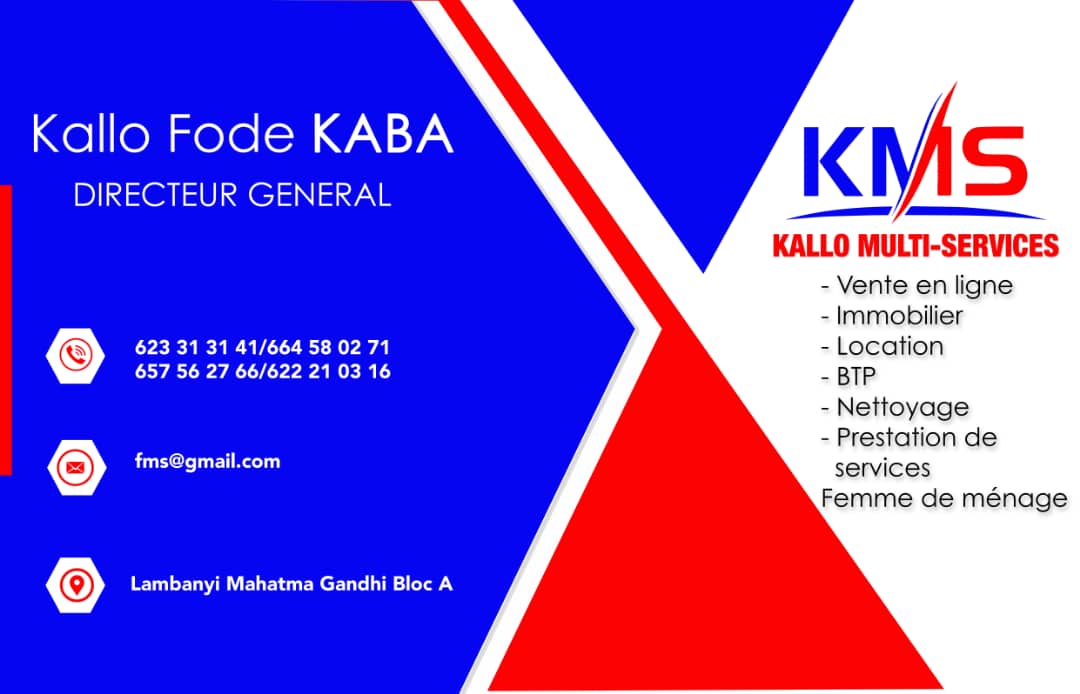 Kallo Fode KABA
DIRECTEUR GENERAL
623 31 31 41/664 58 02 71
657 56 27 66/622 21 03 16
fms@gmail.com
Lambanyi Mahatma Gandhi Bloc A
KMS
KALLO MULTI-SERVICES
- Vente en ligne
- Immobilier
- Location
- BTP
- Nettoyage
- Prestation de
services
Femme de ménage